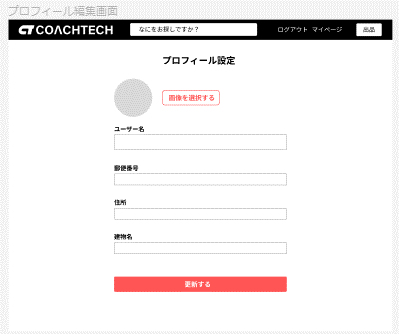 プロフィール編集画面
COACHTECH
なにをお探しですか？
ログアウト マイページ
出品
プロフィール設定
画像を選択する
ユーザー名
郵便番号
住所
建物名
更新する